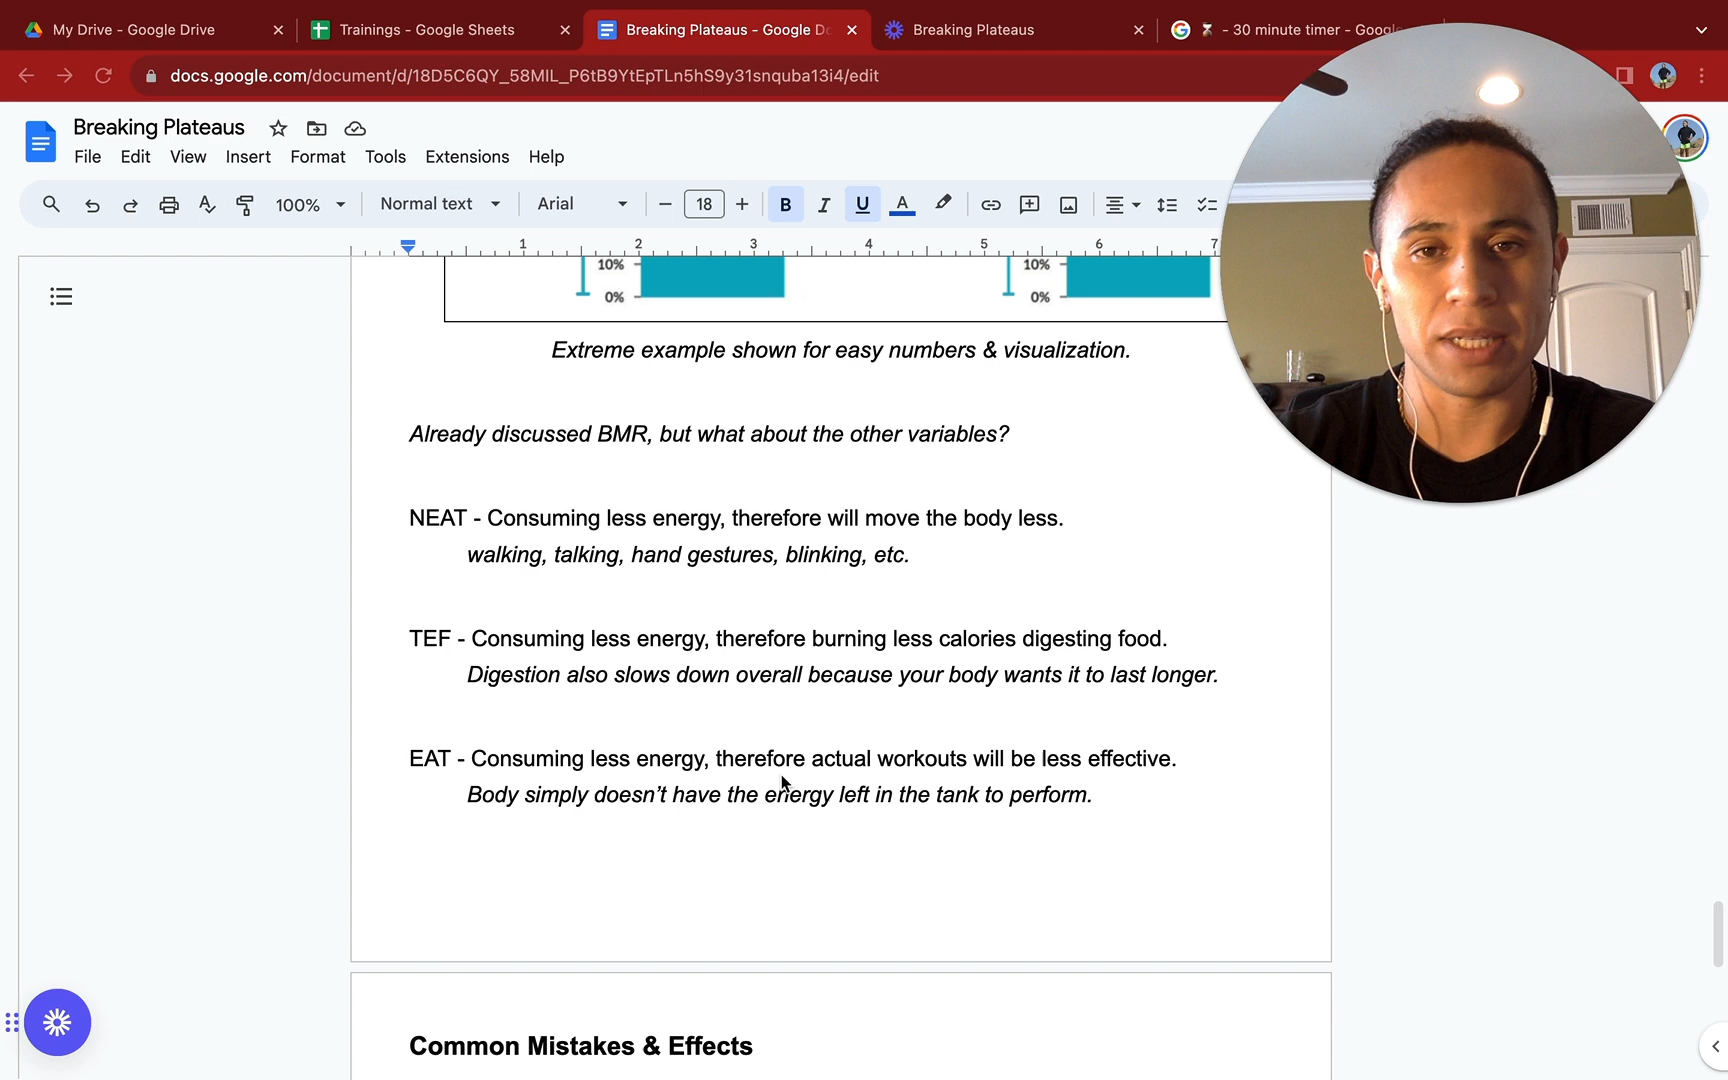 My Drive - Google Drive
Trainings - Google Sheets
Breaking Plateaus - Google Do
Breaking Plateaus
- 30 minute timer - Google
docs.google.com/document/d/18D5C6QY_58MIL_P6tB9YtEpTLn5hS9y31snquba13i4/edit
Breaking Plateaus
File Edit View Insert Format Tools Extensions Help
100% Normal text Arial 18 B I U A
1 2 3 4 5 6 7
10% 10%
0% 0%
Extreme example shown for easy numbers & visualization.
Already discussed BMR, but what about the other variables?
NEAT - Consuming less energy, therefore will move the body less.
walking, talking, hand gestures, blinking, etc.
TEF - Consuming less energy, therefore burning less calories digesting food.
Digestion also slows down overall because your body wants it to last longer.
EAT - Consuming less energy, therefore actual workouts will be less effective.
Body simply doesn't have the energy left in the tank to perform.
Common Mistakes & Effects